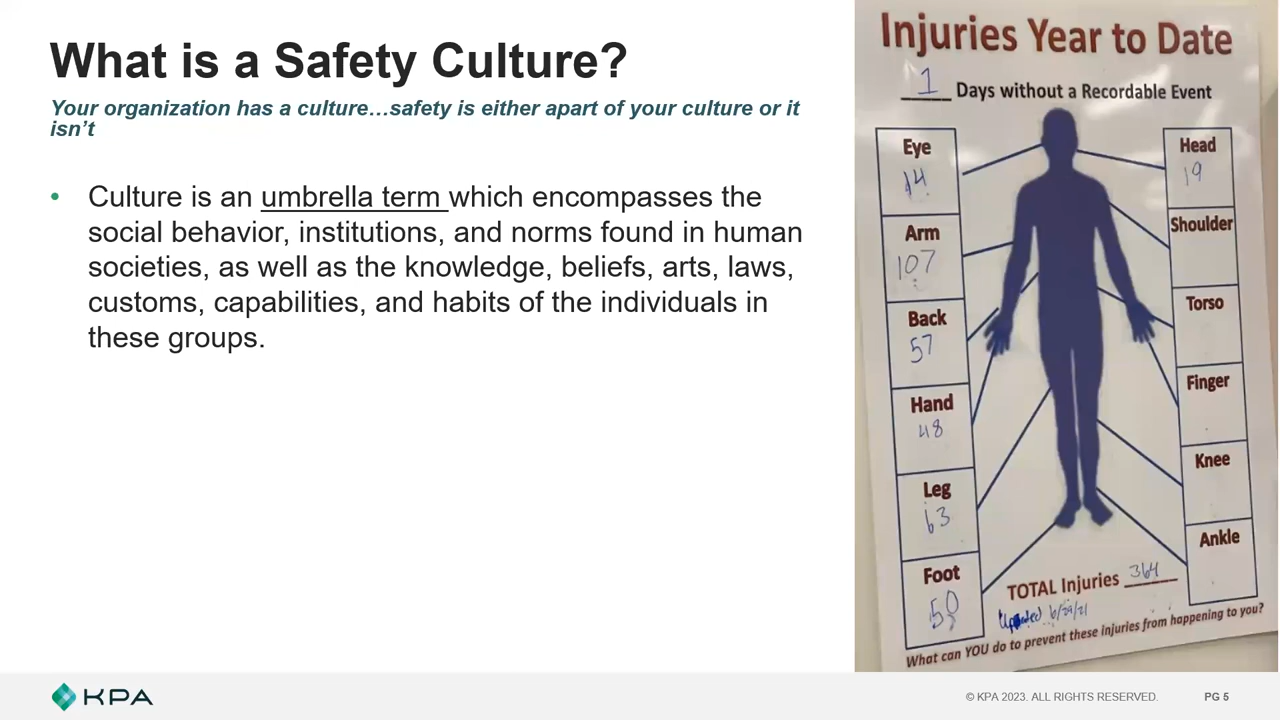 What is a Safety Culture?
Your organization has a culture…safety is either apart of your culture or it
isn't
• Culture is an umbrella term which encompasses the
social behavior, institutions, and norms found in human
societies, as well as the knowledge, beliefs, arts, laws,
customs, capabilities, and habits of the individuals in
these groups.
Injuries Year to Date
1 Days without a Recordable Event
Eye
14
Arm
107
Back
57
Hand
48
Leg
63
Foot
50
Head
19
Shoulder
Torso
Finger
Knee
Ankle
TOTAL Injuries 364
Updated 6/29/21
What can YOU do to prevent these injuries from happening to you?
KPA
© KPA 2023. ALL RIGHTS RESERVED.
PG 5